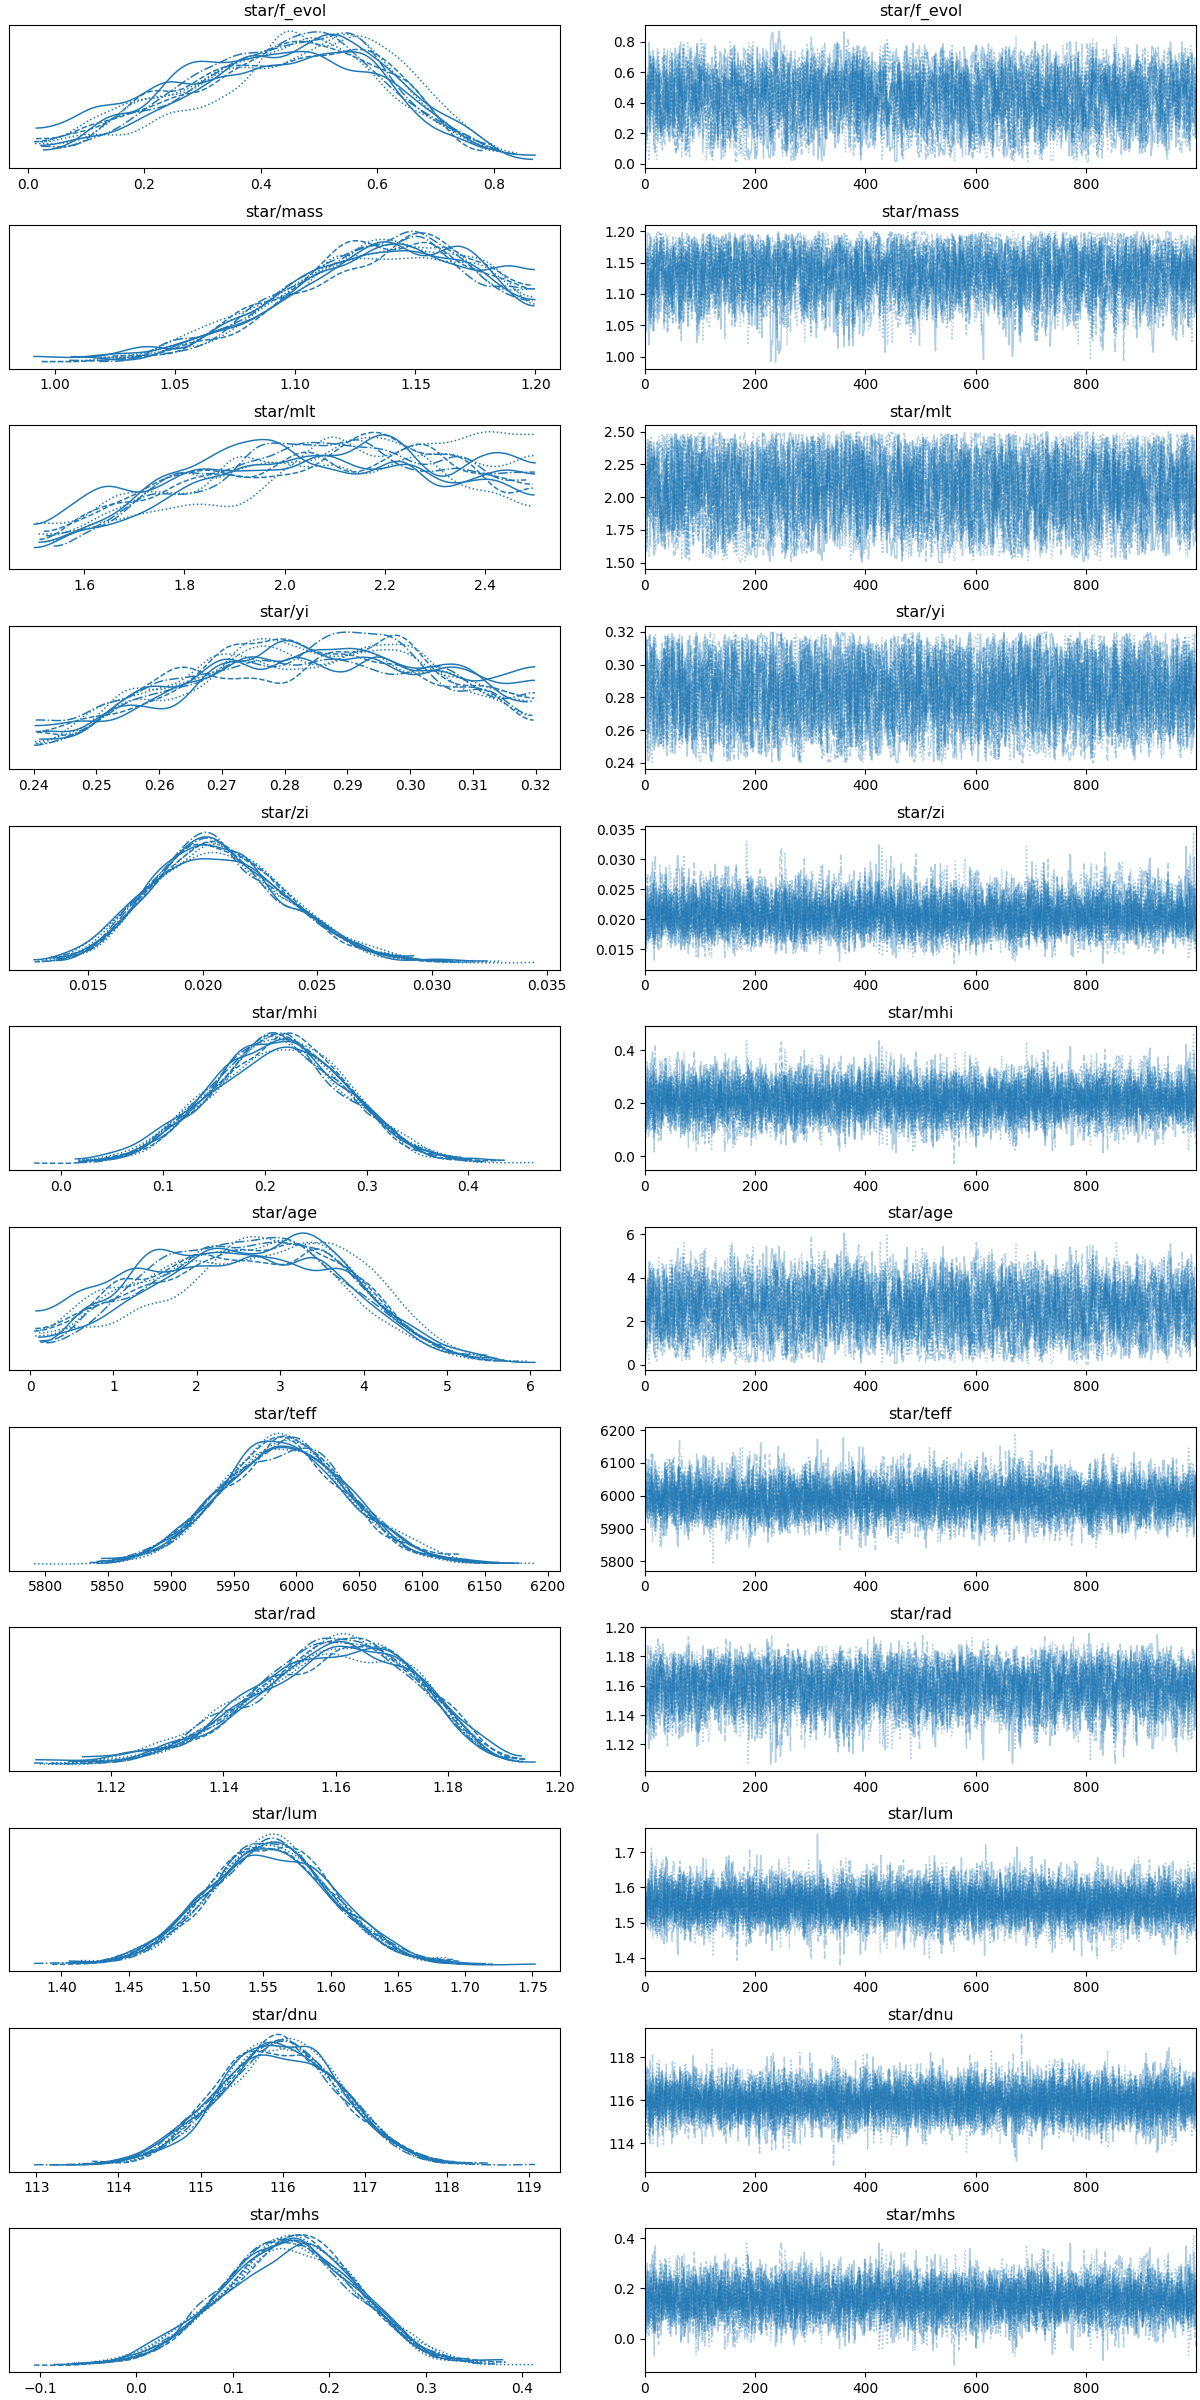 star/f_evol star/f_evol
0.8
0.6
0.4
0.2
0.0
0.0 0.2 0.4 0.6 0.8 0 200 400 600 800
star/mass star/mass
1.20
1.15
1.10
1.05
1.00
1.00 1.05 1.10 1.15 1.20 0 200 400 600 800
star/mlt star/mlt
2.50
2.25
2.00
1.75
1.50
1.6 1.8 2.0 2.2 2.4 0 200 400 600 800
star/yi star/yi
0.32
0.30
0.28
0.26
0.24
0.24 0.25 0.26 0.27 0.28 0.29 0.30 0.31 0.32 0 200 400 600 800
star/zi star/zi
0.035
0.030
0.025
0.020
0.015
0.015 0.020 0.025 0.030 0.035 0 200 400 600 800
star/mhi star/mhi
0.4
0.2
0.0
0.0 0.1 0.2 0.3 0.4 0 200 400 600 800
star/age star/age
6
4
2
0
0 1 2 3 4 5 6 0 200 400 600 800
star/teff star/teff
6200
6100
6000
5900
5800
5800 5850 5900 5950 6000 6050 6100 6150 6200 0 200 400 600 800
star/rad star/rad
1.20
1.18
1.16
1.14
1.12
1.12 1.14 1.16 1.18 1.20 0 200 400 600 800
star/lum star/lum
1.7
1.6
1.5
1.4
1.40 1.45 1.50 1.55 1.60 1.65 1.70 1.75 0 200 400 600 800
star/dnu star/dnu
118
116
114
113 114 115 116 117 118 119 0 200 400 600 800
star/mhs star/mhs
0.4
0.2
0.0
−0.1 0.0 0.1 0.2 0.3 0.4 0 200 400 600 800